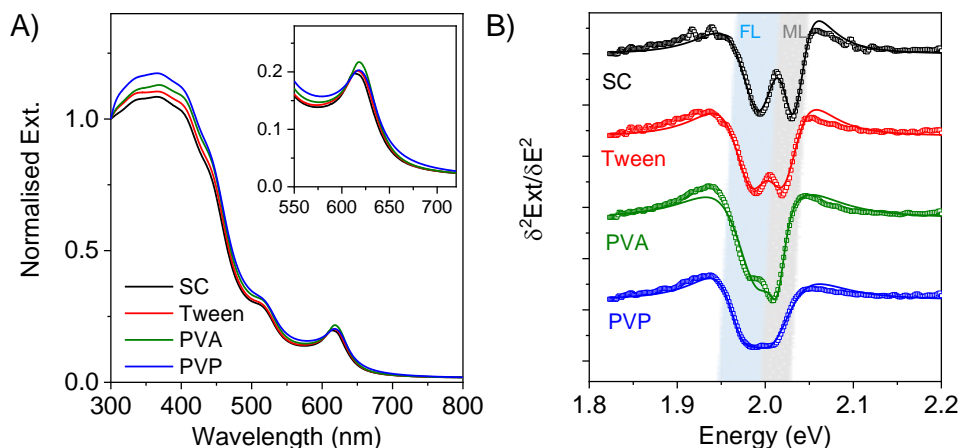 A)
Normalised Ext.
1.0
0.5
0.0
300
400
500
600
700
800
Wavelength (nm)
SC
Tween
PVA
PVP
0.2
0.1
0.0
550
600
650
700
B)
δ²Ext/δE²
FL
ML
SC
Tween
PVA
PVP
1.8
1.9
2.0
2.1
2.2
Energy (eV)